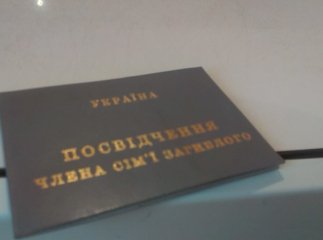 УКРАЇНА
ПОСВІДЧЕННЯ
ЧЛЕНА СІМ'Ї ЗАГИБЛОГО